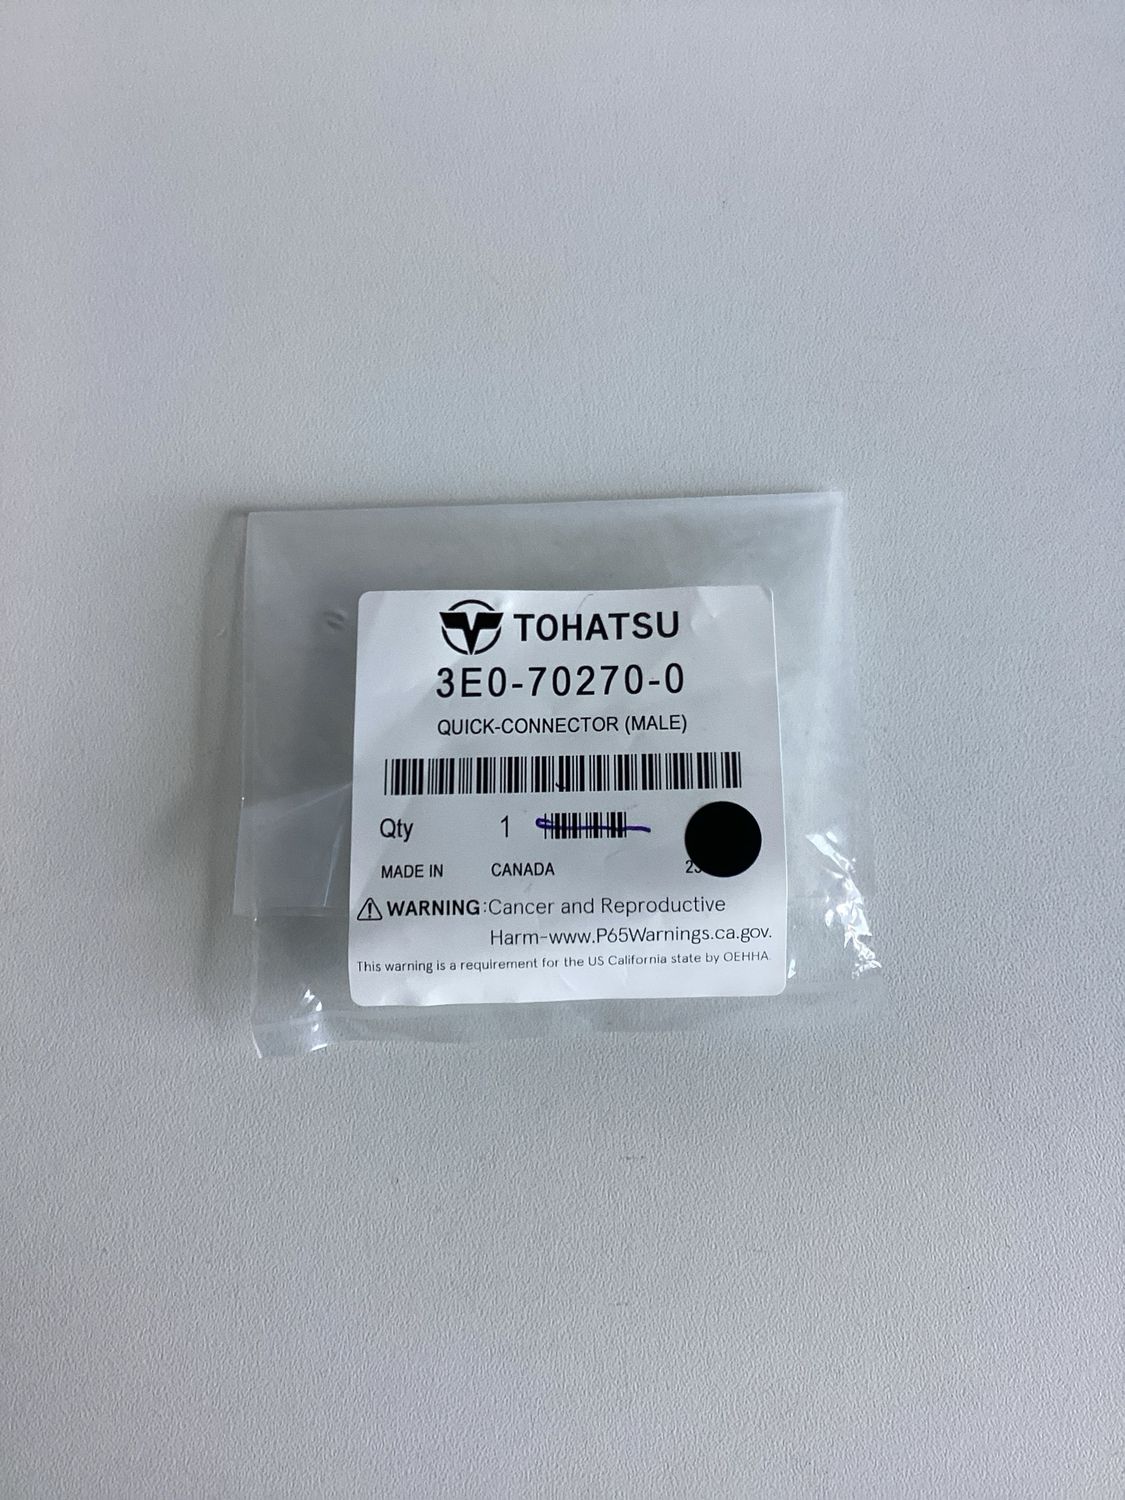 TOHATSU
3E0-70270-0
QUICK-CONNECTOR (MALE)
Qty 1
MADE IN CANADA
WARNING:Cancer and Reproductive
Harm-www.P65Warnings.ca.gov.
This warning is a requirement for the US California state by OEHHA.